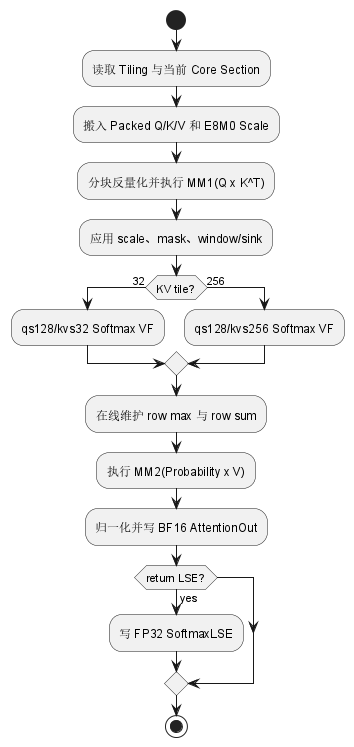 读取 Tiling 与当前 Core Section
搬入 Packed Q/K/V 和 E8M0 Scale
分块反量化并执行 MM1(Q x K^T)
应用 scale、mask、window/sink
32
KV tile?
256
qs128/kvs32 Softmax VF
qs128/kvs256 Softmax VF
在线维护 row max 与 row sum
执行 MM2(Probability x V)
归一化并写 BF16 AttentionOut
return LSE?
yes
写 FP32 SoftmaxLSE